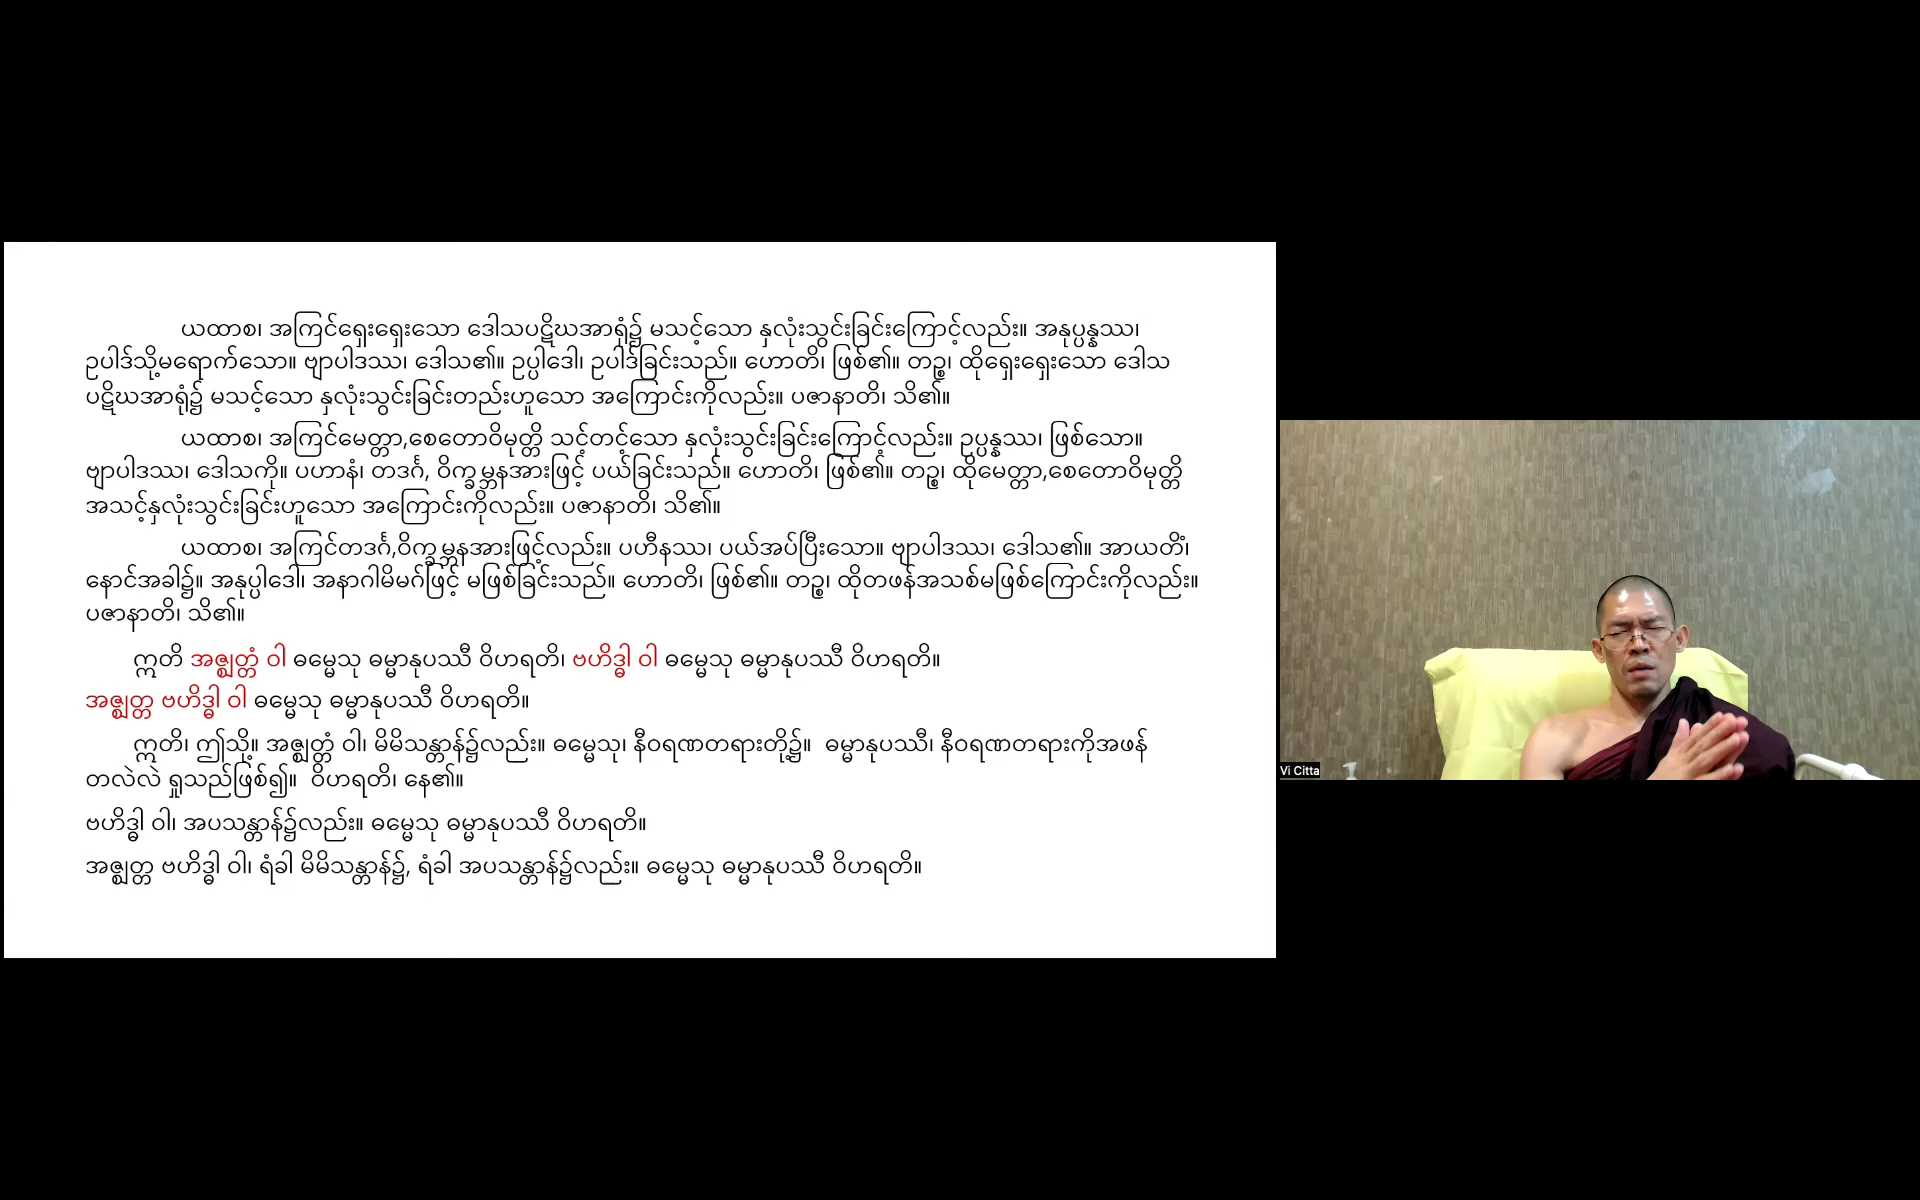 ယထာစ၊ အကြင်ရှေးရှေးသော ဒေါသပဋိဃအာရုံ၌ မသင့်သော နှလုံးသွင်းခြင်းကြောင့်လည်း။ အနုပ္ပန္နဿ၊
ဥပါဒ်သို့မရောက်သော။ ဗျာပါဒဿ၊ ဒေါသ၏။ ဥပ္ပါဒေါ၊ ဥပါဒ်ခြင်းသည်။ ဟောတိ၊ ဖြစ်၏။ တဉ္စ၊ ထိုရှေးရှေးသော ဒေါသ
ပဋိဃအာရုံ၌ မသင့်သော နှလုံးသွင်းခြင်းတည်းဟူသော အကြောင်းကိုလည်း။ ပဇာနာတိ၊ သိ၏။
ယထာစ၊ အကြင်မေတ္တာ,စေတောဝိမုတ္တိ သင့်တင့်သော နှလုံးသွင်းခြင်းကြောင့်လည်း။ ဥပ္ပန္နဿ၊ ဖြစ်သော။
ဗျာပါဒဿ၊ ဒေါသကို။ ပဟာနံ၊ တဒင်္ဂ, ဝိက္ခမ္ဘနအားဖြင့် ပယ်ခြင်းသည်။ ဟောတိ၊ ဖြစ်၏။ တဉ္စ၊ ထိုမေတ္တာ,စေတောဝိမုတ္တိ
အသင့်နှလုံးသွင်းခြင်းဟူသော အကြောင်းကိုလည်း။ ပဇာနာတိ၊ သိ၏။
ယထာစ၊ အကြင်တဒင်္ဂ,ဝိက္ခမ္ဘနအားဖြင့်လည်း။ ပဟီနဿ၊ ပယ်အပ်ပြီးသော။ ဗျာပါဒဿ၊ ဒေါသ၏။ အာယတိံ၊
နောင်အခါ၌။ အနုပ္ပါဒေါ၊ အနာဂါမိမဂ်ဖြင့် မဖြစ်ခြင်းသည်။ ဟောတိ၊ ဖြစ်၏။ တဉ္စ၊ ထိုတဖန်အသစ်မဖြစ်ကြောင်းကိုလည်း။
ပဇာနာတိ၊ သိ၏။
ဣတိ အဇ္ဈတ္တံ ဝါ ဓမ္မေသု ဓမ္မာနုပဿီ ဝိဟရတိ၊ ဗဟိဒ္ဓါ ဝါ ဓမ္မေသု ဓမ္မာနုပဿီ ဝိဟရတိ။
အဇ္ဈတ္တ ဗဟိဒ္ဓါ ဝါ ဓမ္မေသု ဓမ္မာနုပဿီ ဝိဟရတိ။
ဣတိ၊ ဤသို့။ အဇ္ဈတ္တံ ဝါ၊ မိမိသန္တာန်၌လည်း။ ဓမ္မေသု၊ နီဝရဏတရားတို့၌။ ဓမ္မာနုပဿီ၊ နီဝရဏတရားကိုအဖန်
တလဲလဲ ရှုသည်ဖြစ်၍။ ဝိဟရတိ၊ နေ၏။
ဗဟိဒ္ဓါ ဝါ၊ အပသန္တာန်၌လည်း။ ဓမ္မေသု ဓမ္မာနုပဿီ ဝိဟရတိ။
အဇ္ဈတ္တ ဗဟိဒ္ဓါ ဝါ၊ ရံခါ မိမိသန္တာန်၌, ရံခါ အပသန္တာန်၌လည်း။ ဓမ္မေသု ဓမ္မာနုပဿီ ဝိဟရတိ။
Vi Citta